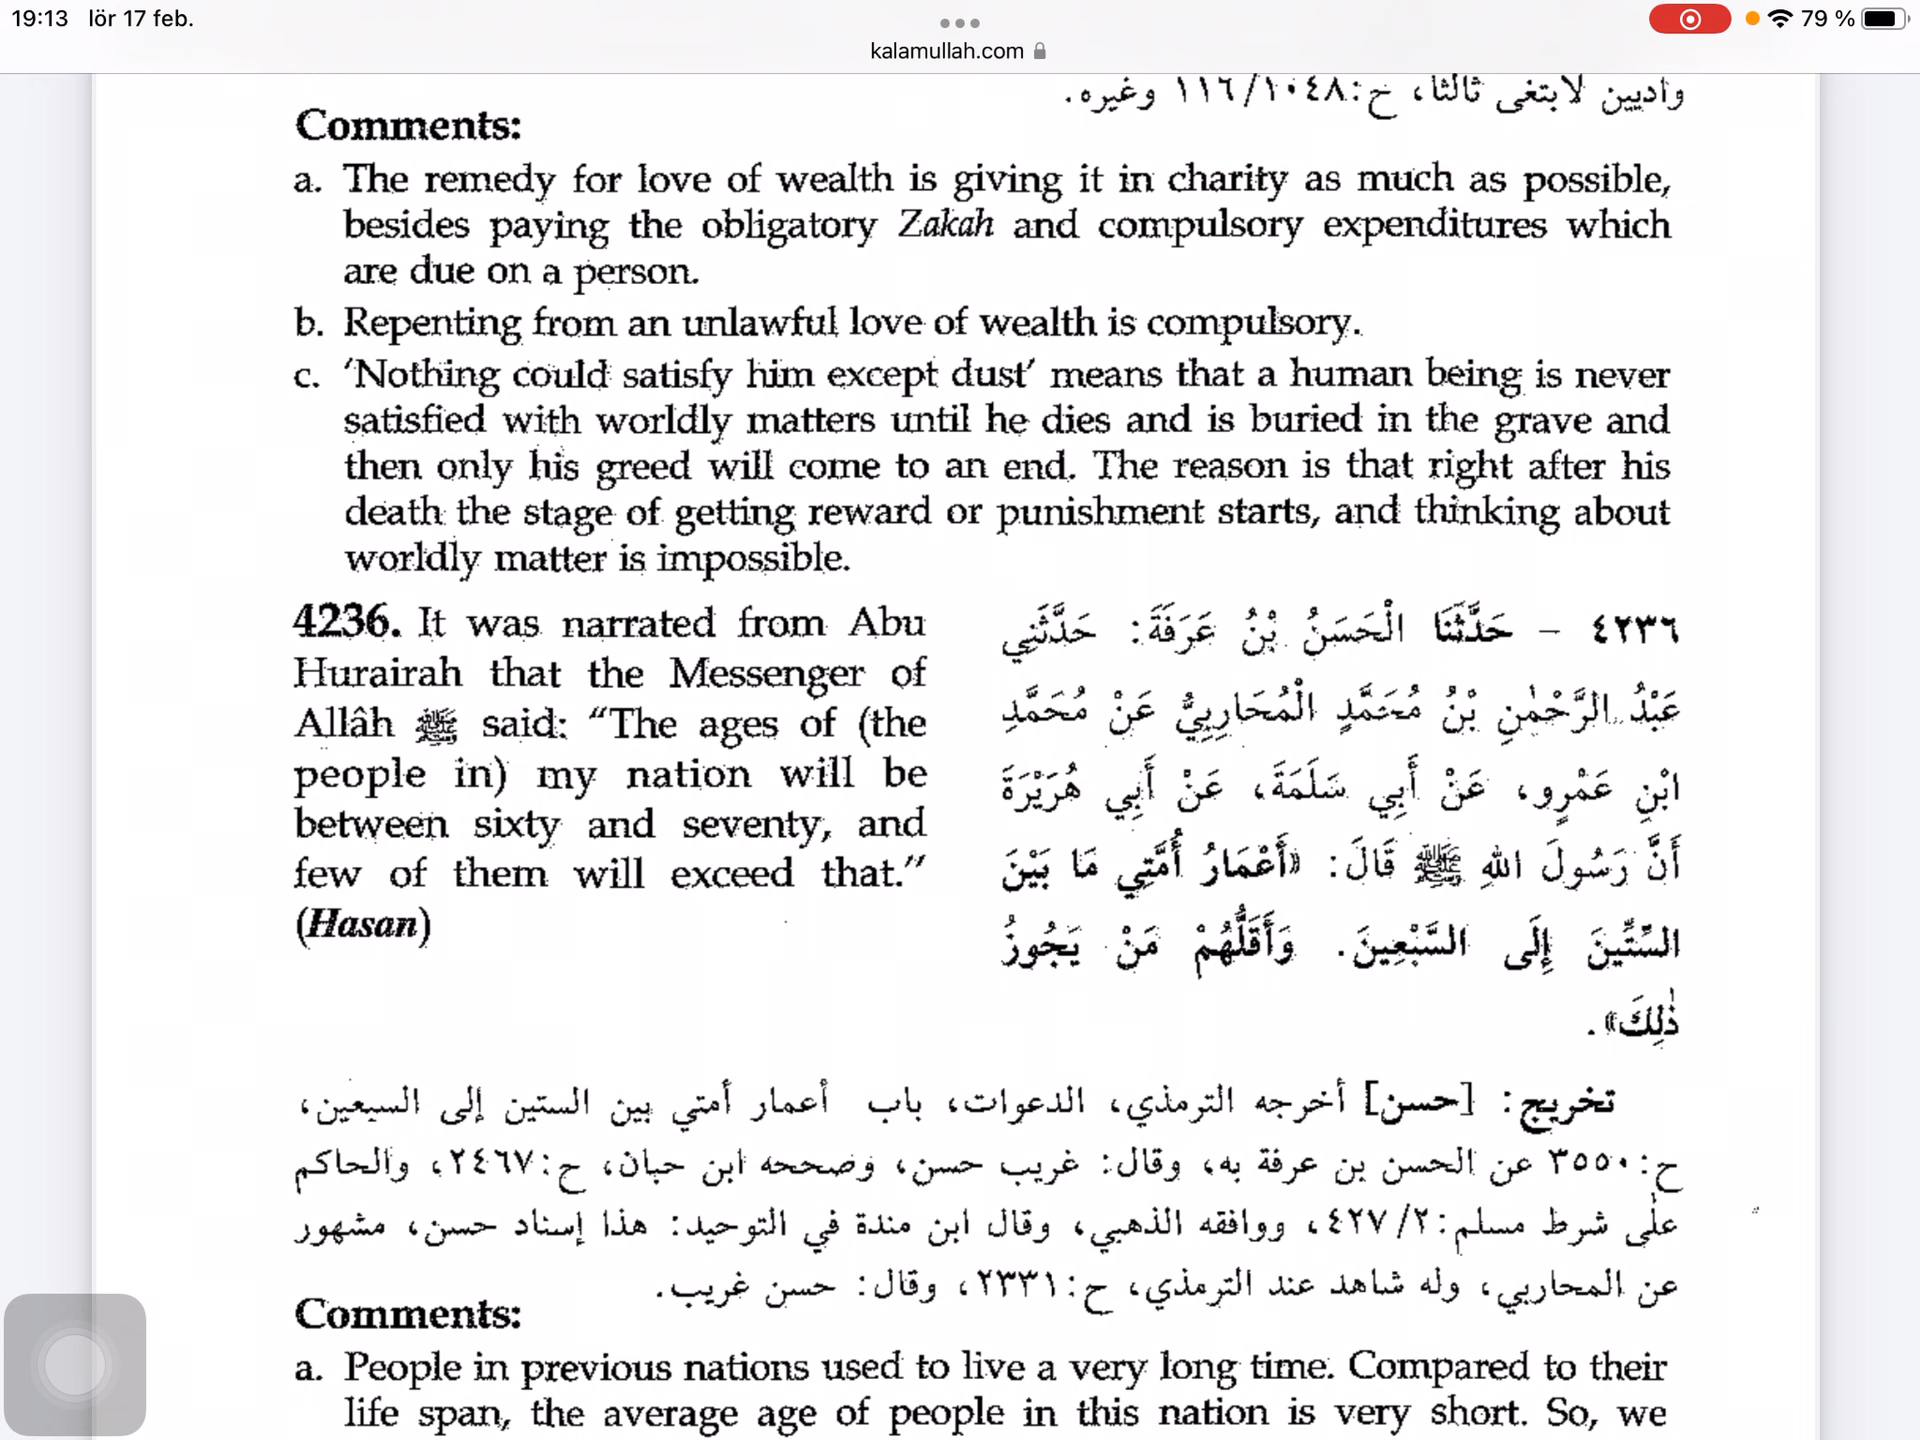 19:13 lör 17 feb.
79 %
kalamullah.com
واديين لابتغى ثالثا، ح:١١٦/١٠٤٨ وغيره.
Comments:
a. The remedy for love of wealth is giving it in charity as much as possible,
besides paying the obligatory Zakah and compulsory expenditures which
are due on a person.
b. Repenting from an unlawful love of wealth is compulsory.
c. ‘Nothing could satisfy him except dust’ means that a human being is never
satisfied with worldly matters until he dies and is buried in the grave and
then only his greed will come to an end. The reason is that right after his
death the stage of getting reward or punishment starts, and thinking about
worldly matter is impossible.
4236. It was narrated from Abu
Hurairah that the Messenger of
Allâh ﷺ said: “The ages of (the
people in) my nation will be
between sixty and seventy, and
few of them will exceed that.”
(Hasan)
٤٢٣٦ – حَدَّثَنَا الْحَسَنُ بْنُ عَرَفَةَ: حَدَّثَنِي
عَبْدُ الرَّحْمٰنِ بْنُ مُحَمَّدٍ الْمُحَارِبِيُّ عَنْ مُحَمَّدِ
ابْنِ عَمْرٍو، عَنْ أَبِي سَلَمَةَ، عَنْ أَبِي هُرَيْرَةَ
أَنَّ رَسُولَ اللهِ ﷺ قَالَ: «أَعْمَارُ أُمَّتِي مَا بَيْنَ
السِّتِّينَ إِلَى السَّبْعِينَ. وَأَقَلُّهُمْ مَنْ يَجُوزُ
ذٰلِكَ».
تخريج: [حسن] أخرجه الترمذي، الدعوات، باب أعمار أمتي بين الستين إلى السبعين،
ح:٣٥٥٠ عن الحسن بن عرفة به، وقال: غريب حسن، وصححه ابن حبان، ح:٢٤٦٧، والحاكم
على شرط مسلم:٤٢٧/٢، ووافقه الذهبي، وقال ابن مندة في التوحيد: هذا إسناد حسن، مشهور
عن المحاربي، وله شاهد عند الترمذي، ح:٢٣٣١، وقال: حسن غريب.
Comments:
a. People in previous nations used to live a very long time. Compared to their
life span, the average age of people in this nation is very short. So, we